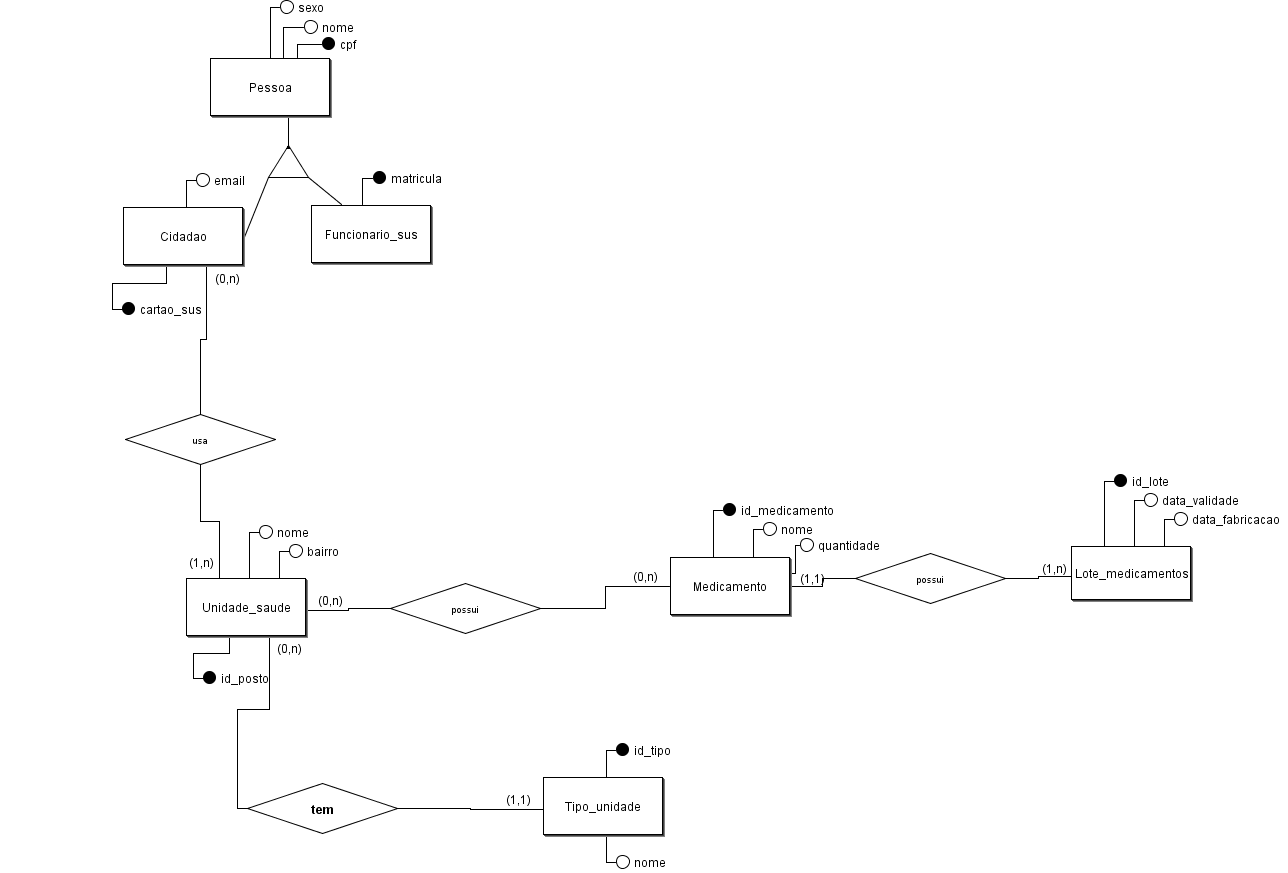 sexo
nome
cpf
Pessoa
email
matricula
Cidadao
Funcionario_sus
(0,n)
cartao_sus
usa
id_lote
data_validade
data_fabricacao
id_medicamento
nome
quantidade
nome
bairro
(1,n)
Unidade_saude
(0,n)
possui
(0,n)
Medicamento
(1,1)
possui
(1,n)
Lote_medicamentos
(0,n)
id_posto
id_tipo
tem
(1,1)
Tipo_unidade
nome